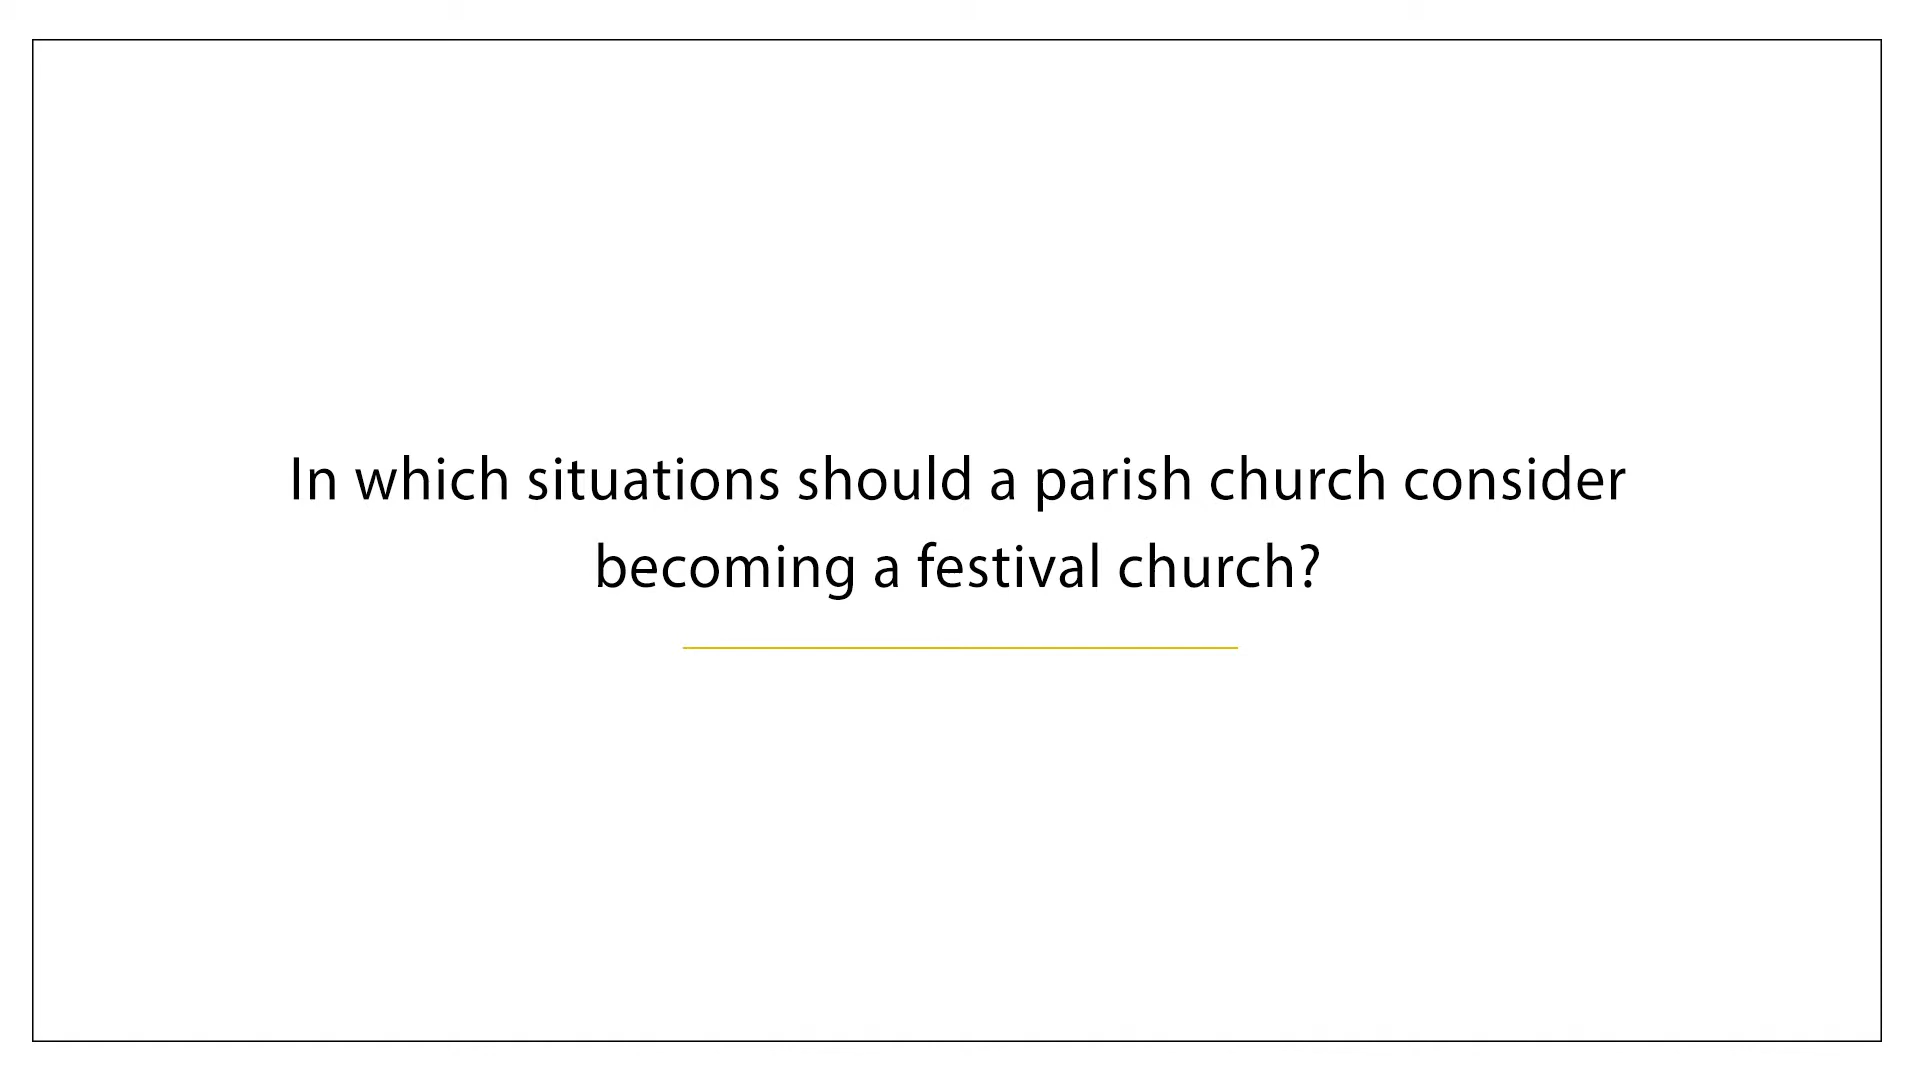 In which situations should a parish church consider
becoming a festival church?